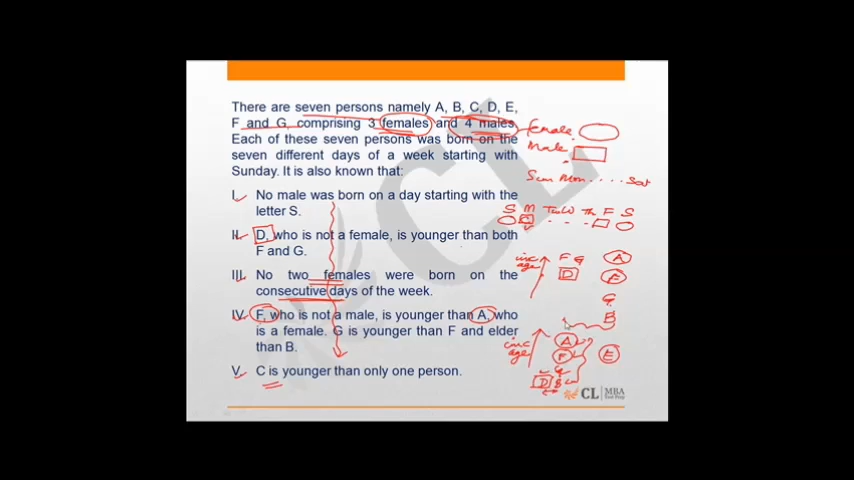 There are seven persons namely A, B, C, D, E,
F and G, comprising 3 females and 4 males.
Each of these seven persons was born on the
seven different days of a week starting with
Sunday. It is also known that:
I. No male was born on a day starting with the
letter S.
II. D, who is not a female, is younger than both
F and G.
III. No two females were born on the
consecutive days of the week.
IV. F, who is not a male, is younger than A, who
is a female. G is younger than F and elder
than B.
V. C is younger than only one person.
female
Male
Sun Mon .... Sat
S M Tu W Th F S
inc age
F G
D
A
F
G
B
inc age
A
F
G
D B
E
CL MBA